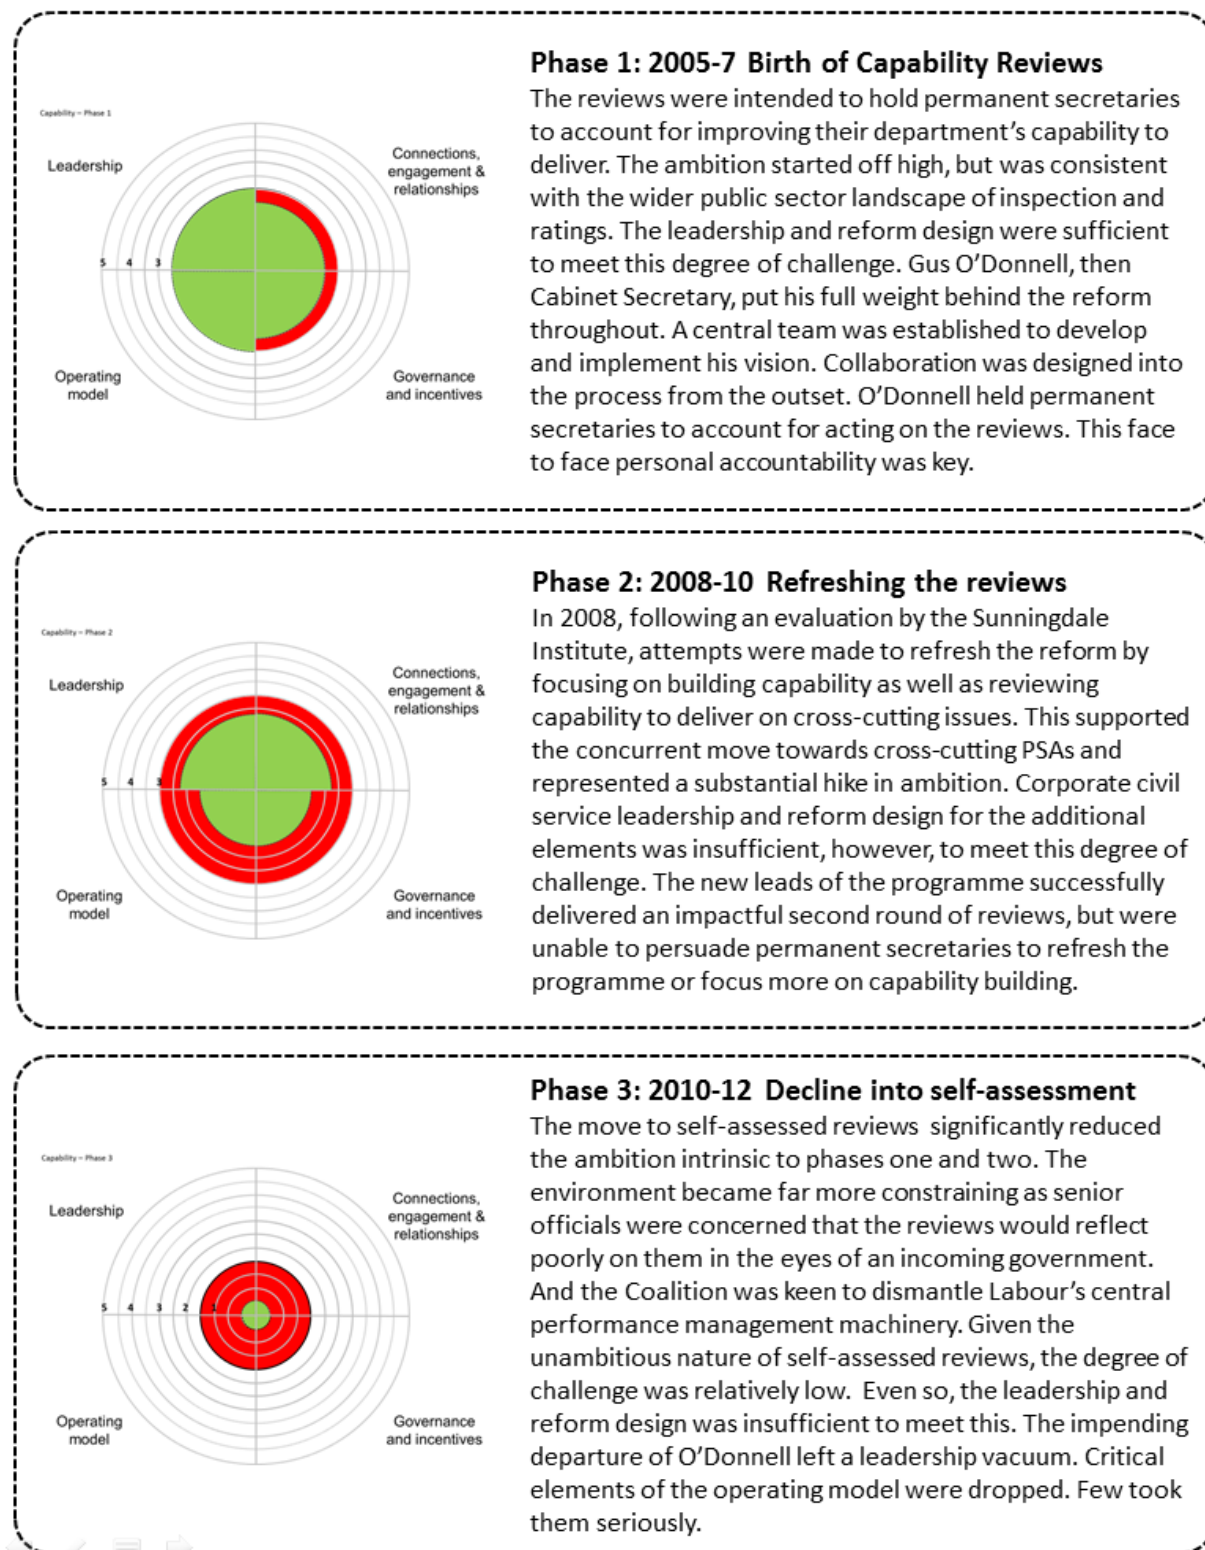 Phase 1: 2005-7 Birth of Capability Reviews
The reviews were intended to hold permanent secretaries
to account for improving their department’s capability to
deliver. The ambition started off high, but was consistent
with the wider public sector landscape of inspection and
ratings. The leadership and reform design were sufficient
to meet this degree of challenge. Gus O’Donnell, then
Cabinet Secretary, put his full weight behind the reform
throughout. A central team was established to develop
and implement his vision. Collaboration was designed into
the process from the outset. O’Donnell held permanent
secretaries to account for acting on the reviews. This face
to face personal accountability was key.
Capability – Phase 1
Leadership
Connections,
engagement &
relationships
5 4 3
Operating
model
Governance
and incentives
Phase 2: 2008-10 Refreshing the reviews
In 2008, following an evaluation by the Sunningdale
Institute, attempts were made to refresh the reform by
focusing on building capability as well as reviewing
capability to deliver on cross-cutting issues. This supported
the concurrent move towards cross-cutting PSAs and
represented a substantial hike in ambition. Corporate civil
service leadership and reform design for the additional
elements was insufficient, however, to meet this degree of
challenge. The new leads of the programme successfully
delivered an impactful second round of reviews, but were
unable to persuade permanent secretaries to refresh the
programme or focus more on capability building.
Capability – Phase 2
Leadership
Connections,
engagement &
relationships
5 4 3
Operating
model
Governance
and incentives
Phase 3: 2010-12 Decline into self-assessment
The move to self-assessed reviews significantly reduced
the ambition intrinsic to phases one and two. The
environment became far more constraining as senior
officials were concerned that the reviews would reflect
poorly on them in the eyes of an incoming government.
And the Coalition was keen to dismantle Labour’s central
performance management machinery. Given the
unambitious nature of self-assessed reviews, the degree of
challenge was relatively low. Even so, the leadership and
reform design was insufficient to meet this. The impending
departure of O’Donnell left a leadership vacuum. Critical
elements of the operating model were dropped. Few took
them seriously.
Capability – Phase 3
Leadership
Connections,
engagement &
relationships
5 4 3 2 1
Operating
model
Governance
and incentives